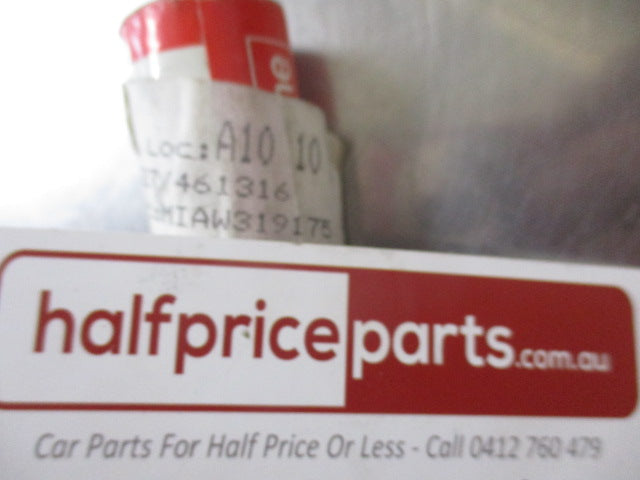 ne
Loc: A10 10
/461316
MIAW319175
halfpriceparts.com.au
Car Parts For Half Price Or Less - Call 0412 760 479